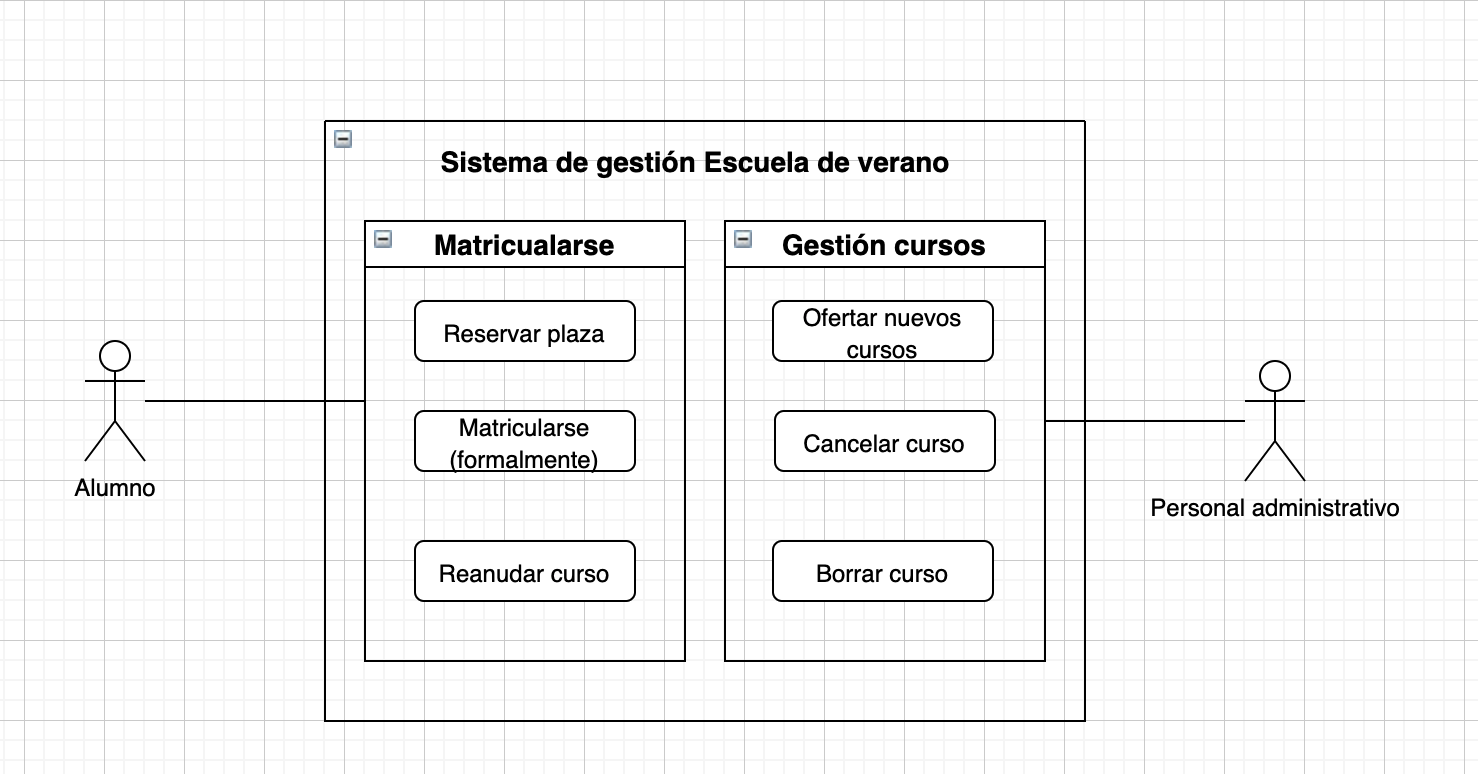 Sistema de gestión Escuela de verano
Matricualarse
Reservar plaza
Matricularse
(formalmente)
Reanudar curso
Gestión cursos
Ofertar nuevos
cursos
Cancelar curso
Borrar curso
Alumno
Personal administrativo